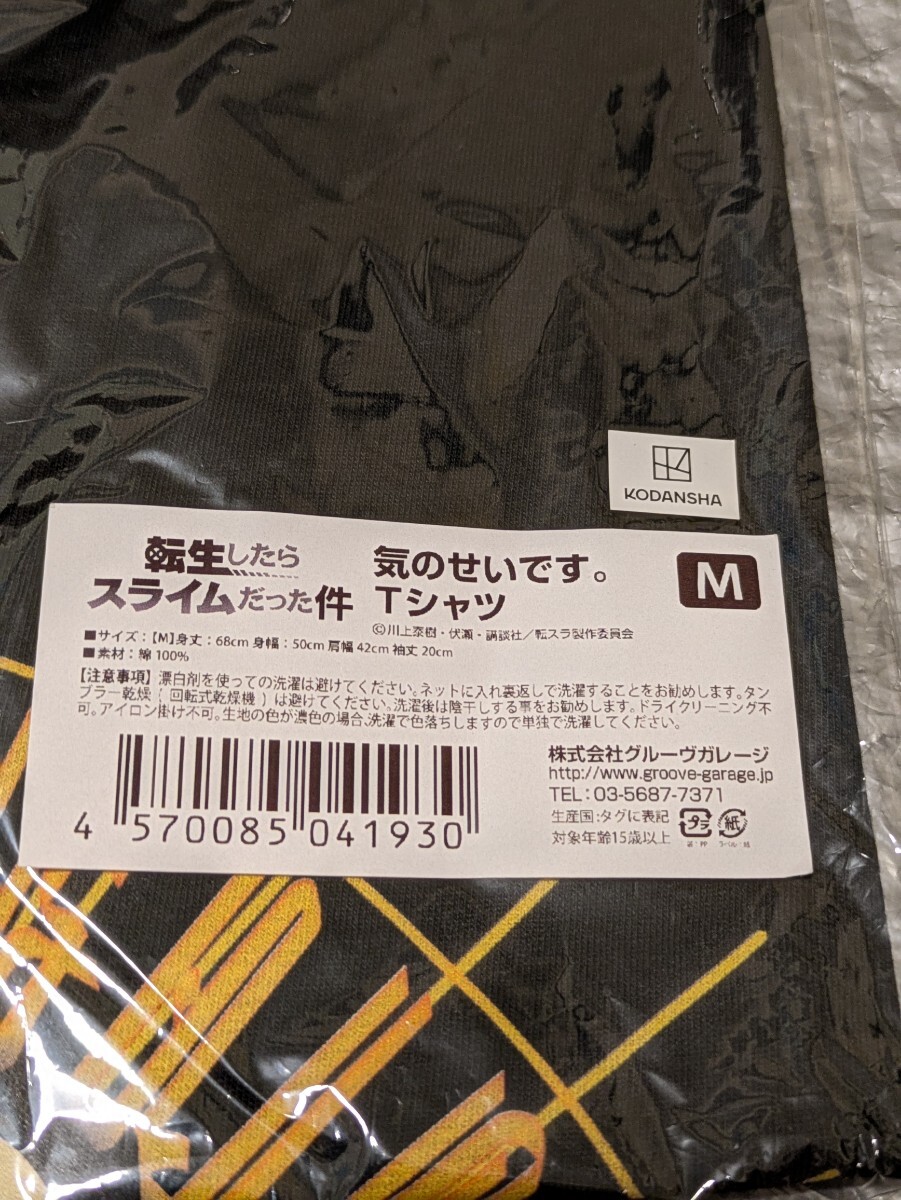 KODANSHA
転生したら
スライムだった件
気のせいです。
Tシャツ
M
©川上泰樹・伏瀬・講談社／転スラ製作委員会
■サイズ：【M】身丈：68cm 身幅：50cm 肩幅 42cm 袖丈 20cm
■素材：綿 100%
【注意事項】漂白剤を使っての洗濯は避けてください。ネットに入れ裏返しで洗濯することをお勧めします。タン
ブラー乾燥（回転式乾燥機）は避けてください。洗濯後は陰干しする事をお勧めします。ドライクリーニング不
可。アイロン掛け不可。生地の色が濃色の場合、洗濯で色落ちしますので単独で洗濯してください。
4 570085 041930
株式会社グルーヴガレージ
http://www.groove-garage.jp
TEL：03-5687-7371
生産国：タグに表記
対象年齢15歳以上
プラ
袋：PP
紙
ラベル：紙